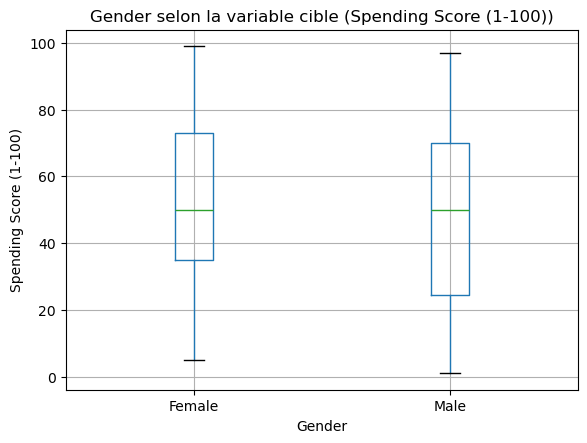 Gender selon la variable cible (Spending Score (1-100))
Spending Score (1-100)
100
80
60
40
20
0
Female
Male
Gender